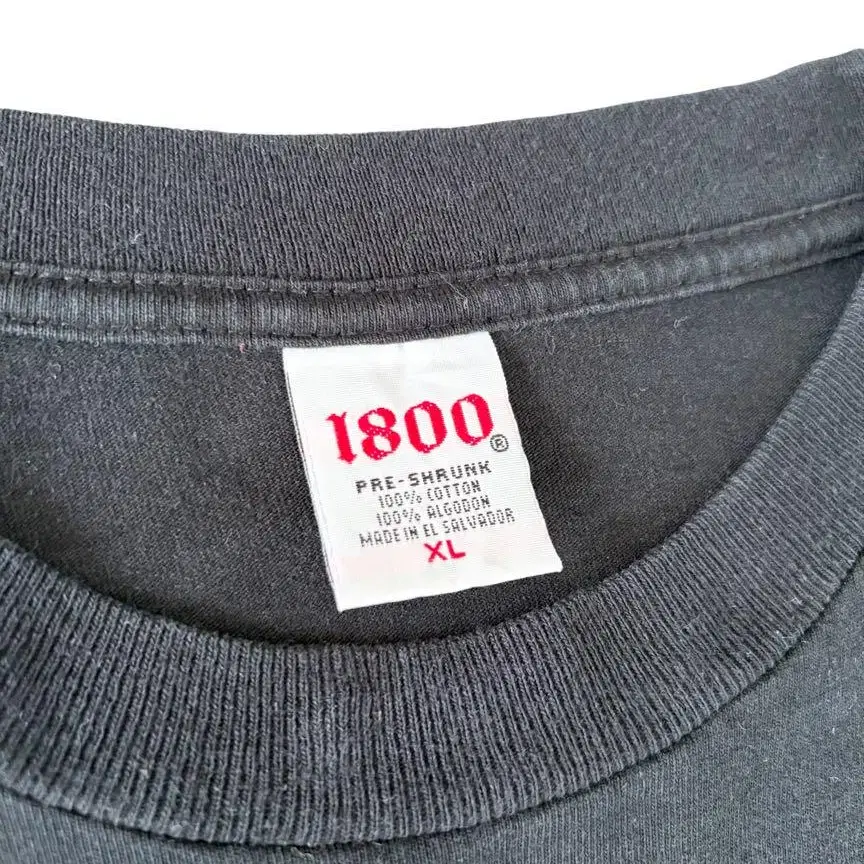 1800®
PRE-SHRUNK
100% COTTON
100% ALGODON
MADE IN EL SALVADOR
XL